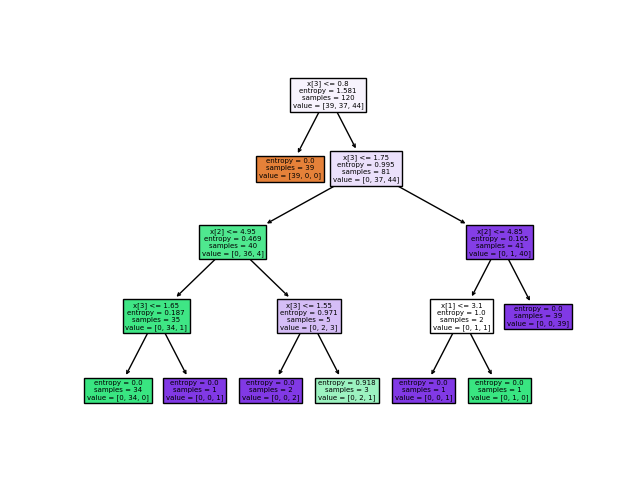 x[3] <= 0.8
entropy = 1.581
samples = 120
value = [39, 37, 44]
entropy = 0.0
samples = 39
value = [39, 0, 0]
x[3] <= 1.75
entropy = 0.995
samples = 81
value = [0, 37, 44]
x[2] <= 4.95
entropy = 0.469
samples = 40
value = [0, 36, 4]
x[2] <= 4.85
entropy = 0.165
samples = 41
value = [0, 1, 40]
x[3] <= 1.65
entropy = 0.187
samples = 35
value = [0, 34, 1]
x[3] <= 1.55
entropy = 0.971
samples = 5
value = [0, 2, 3]
x[1] <= 3.1
entropy = 1.0
samples = 2
value = [0, 1, 1]
entropy = 0.0
samples = 39
value = [0, 0, 39]
entropy = 0.0
samples = 34
value = [0, 34, 0]
entropy = 0.0
samples = 1
value = [0, 0, 1]
entropy = 0.0
samples = 2
value = [0, 0, 2]
entropy = 0.918
samples = 3
value = [0, 2, 1]
entropy = 0.0
samples = 1
value = [0, 0, 1]
entropy = 0.0
samples = 1
value = [0, 1, 0]